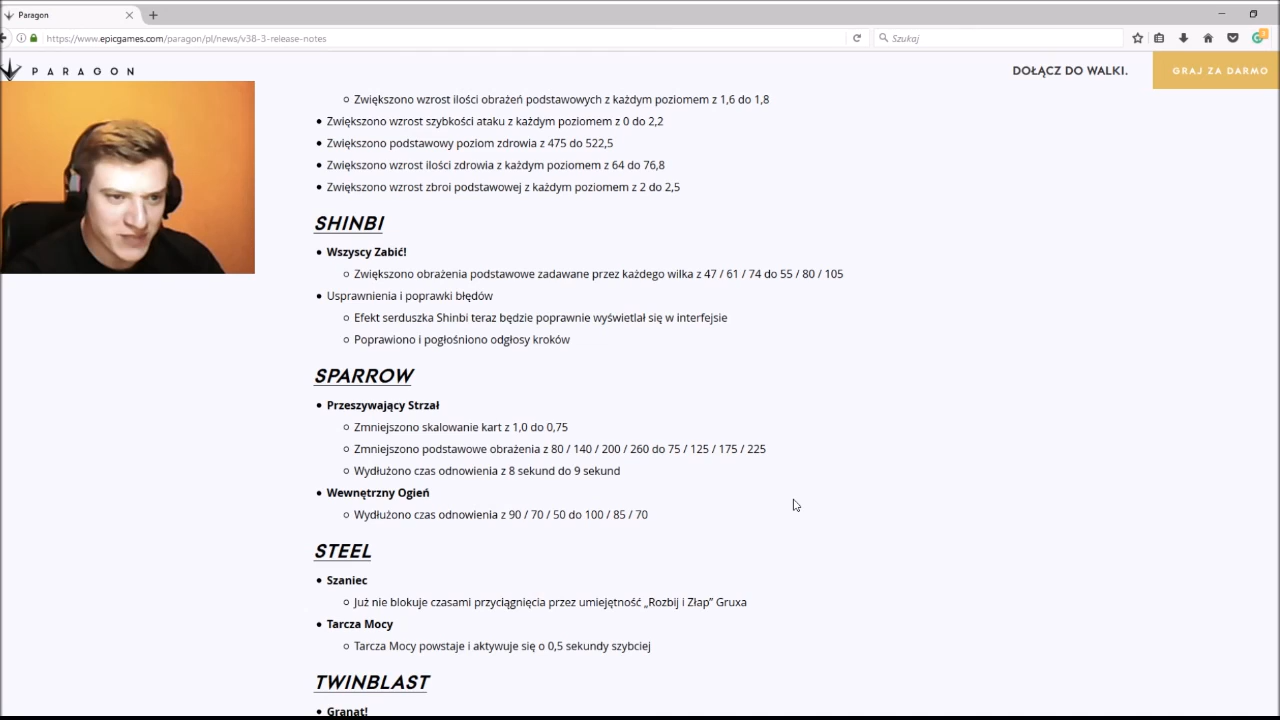 Paragon
https://www.epicgames.com/paragon/pl/news/v38-3-release-notes
Szukaj
PARAGON
DOŁĄCZ DO WALKI.
GRAJ ZA DARMO
Zwiększono wzrost ilości obrażeń podstawowych z każdym poziomem z 1,6 do 1,8
Zwiększono wzrost szybkości ataku z każdym poziomem z 0 do 2,2
Zwiększono podstawowy poziom zdrowia z 475 do 522,5
Zwiększono wzrost ilości zdrowia z każdym poziomem z 64 do 76,8
Zwiększono wzrost zbroi podstawowej z każdym poziomem z 2 do 2,5
SHINBI
Wszyscy Zabić!
Zwiększono obrażenia podstawowe zadawane przez każdego wilka z 47 / 61 / 74 do 55 / 80 / 105
Usprawnienia i poprawki błędów
Efekt serduszka Shinbi teraz będzie poprawnie wyświetlał się w interfejsie
Poprawiono i pogłośniono odgłosy kroków
SPARROW
Przeszywający Strzał
Zmniejszono skalowanie kart z 1,0 do 0,75
Zmniejszono podstawowe obrażenia z 80 / 140 / 200 / 260 do 75 / 125 / 175 / 225
Wydłużono czas odnowienia z 8 sekund do 9 sekund
Wewnętrzny Ogień
Wydłużono czas odnowienia z 90 / 70 / 50 do 100 / 85 / 70
STEEL
Szaniec
Już nie blokuje czasami przyciągnięcia przez umiejętność „Rozbij i Złap” Gruxa
Tarcza Mocy
Tarcza Mocy powstaje i aktywuje się o 0,5 sekundy szybciej
TWINBLAST
Granat!